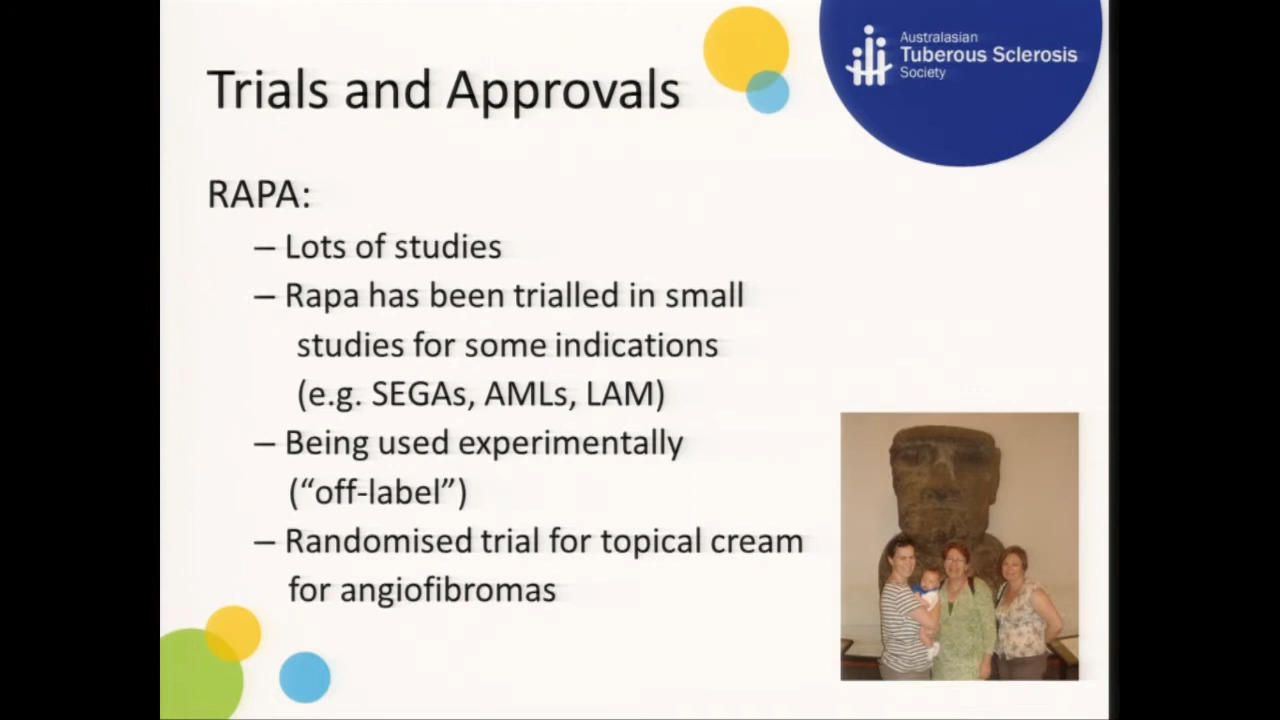 Australasian
Tuberous Sclerosis
Society
Trials and Approvals
RAPA:
– Lots of studies
– Rapa has been trialled in small
studies for some indications
(e.g. SEGAs, AMLs, LAM)
– Being used experimentally
(“off-label”)
– Randomised trial for topical cream
for angiofibromas